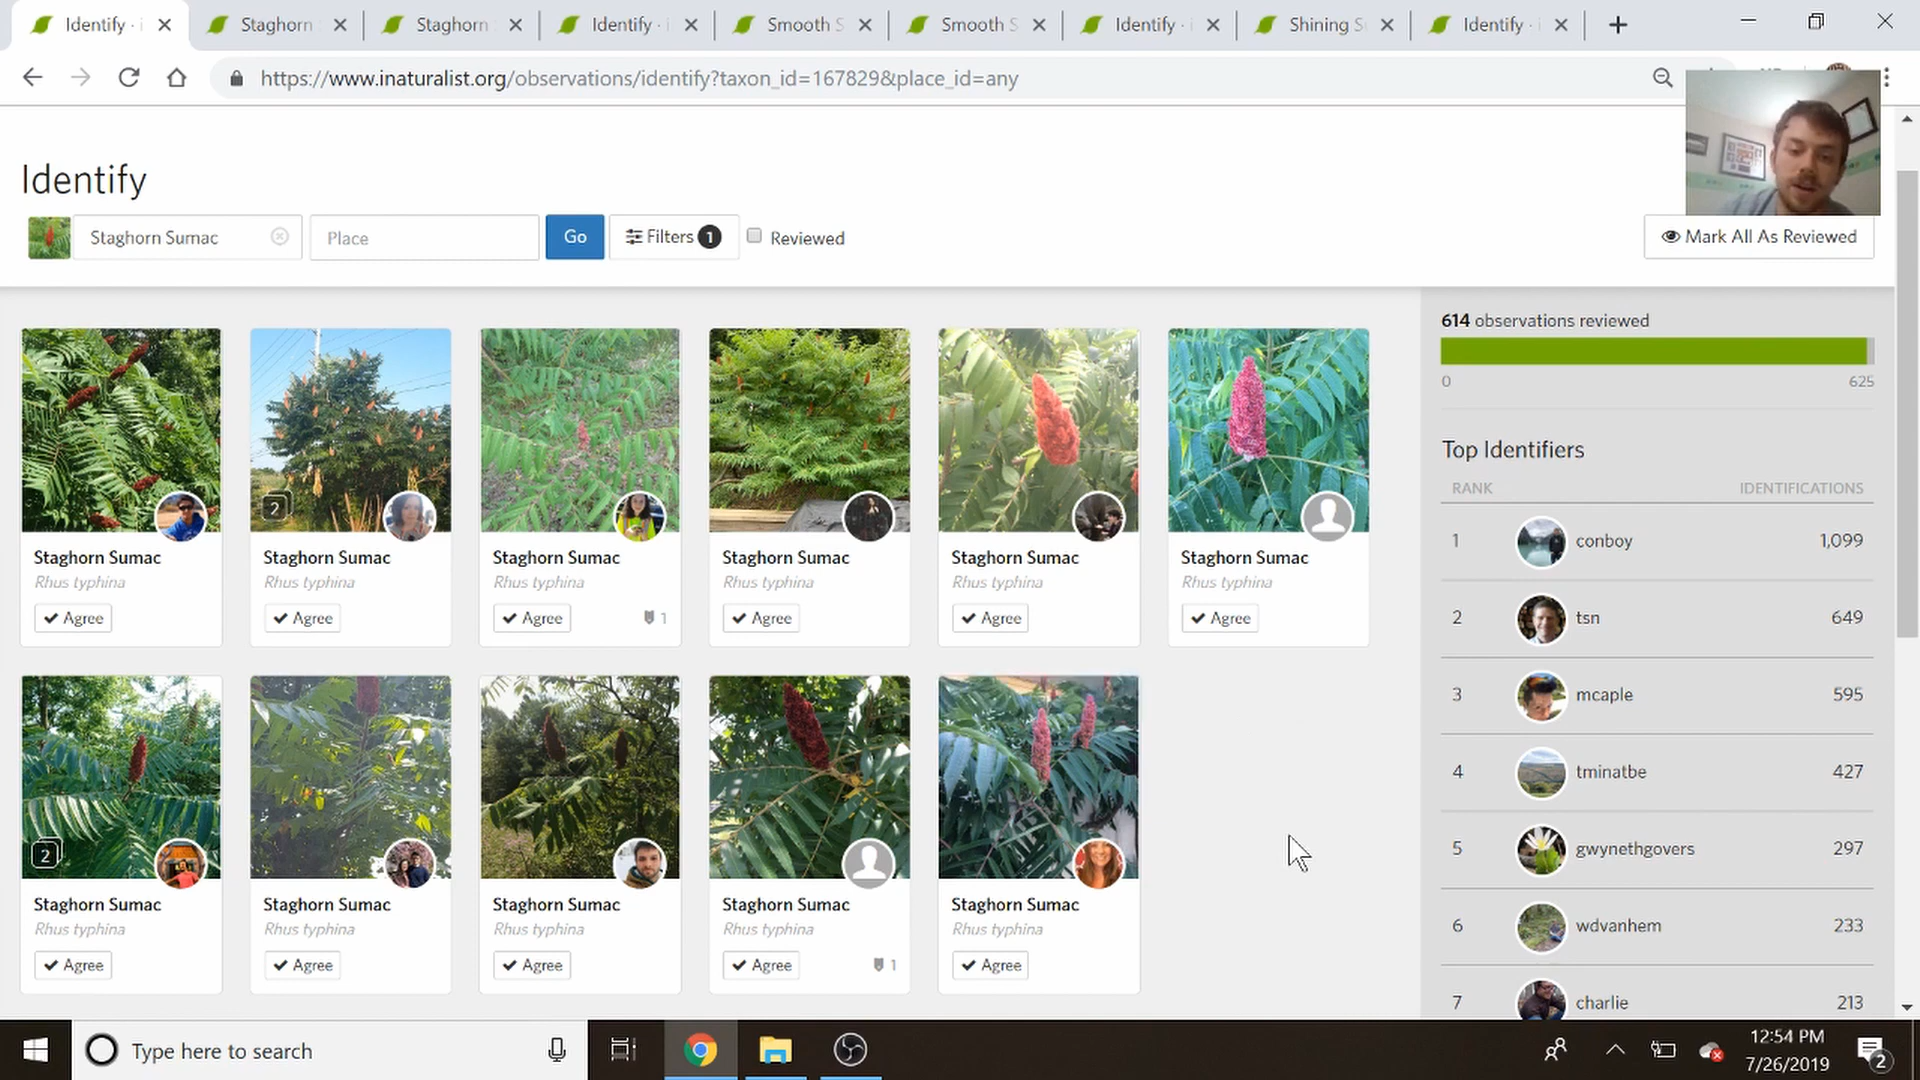 Identify · i
Staghorn
Staghorn
Identify · i
Smooth S
Smooth S
Identify · i
Shining S
Identify · i
https://www.inaturalist.org/observations/identify?taxon_id=167829&place_id=any
Identify
Staghorn Sumac
Place
Go
Filters 1
Reviewed
Mark All As Reviewed
614 observations reviewed
0
625
Top Identifiers
RANK
IDENTIFICATIONS
1 conboy 1,099
2 tsn 649
3 mcaple 595
4 tminatbe 427
5 gwynethgovers 297
6 wdvanhem 233
7 charlie 213
2
Staghorn Sumac
Rhus typhina
Agree
Staghorn Sumac
Rhus typhina
Agree
Staghorn Sumac
Rhus typhina
Agree
1
Staghorn Sumac
Rhus typhina
Agree
Staghorn Sumac
Rhus typhina
Agree
Staghorn Sumac
Rhus typhina
Agree
2
Staghorn Sumac
Rhus typhina
Agree
Staghorn Sumac
Rhus typhina
Agree
Staghorn Sumac
Rhus typhina
Agree
Staghorn Sumac
Rhus typhina
Agree
1
Staghorn Sumac
Rhus typhina
Agree
Type here to search
12:54 PM
7/26/2019
2